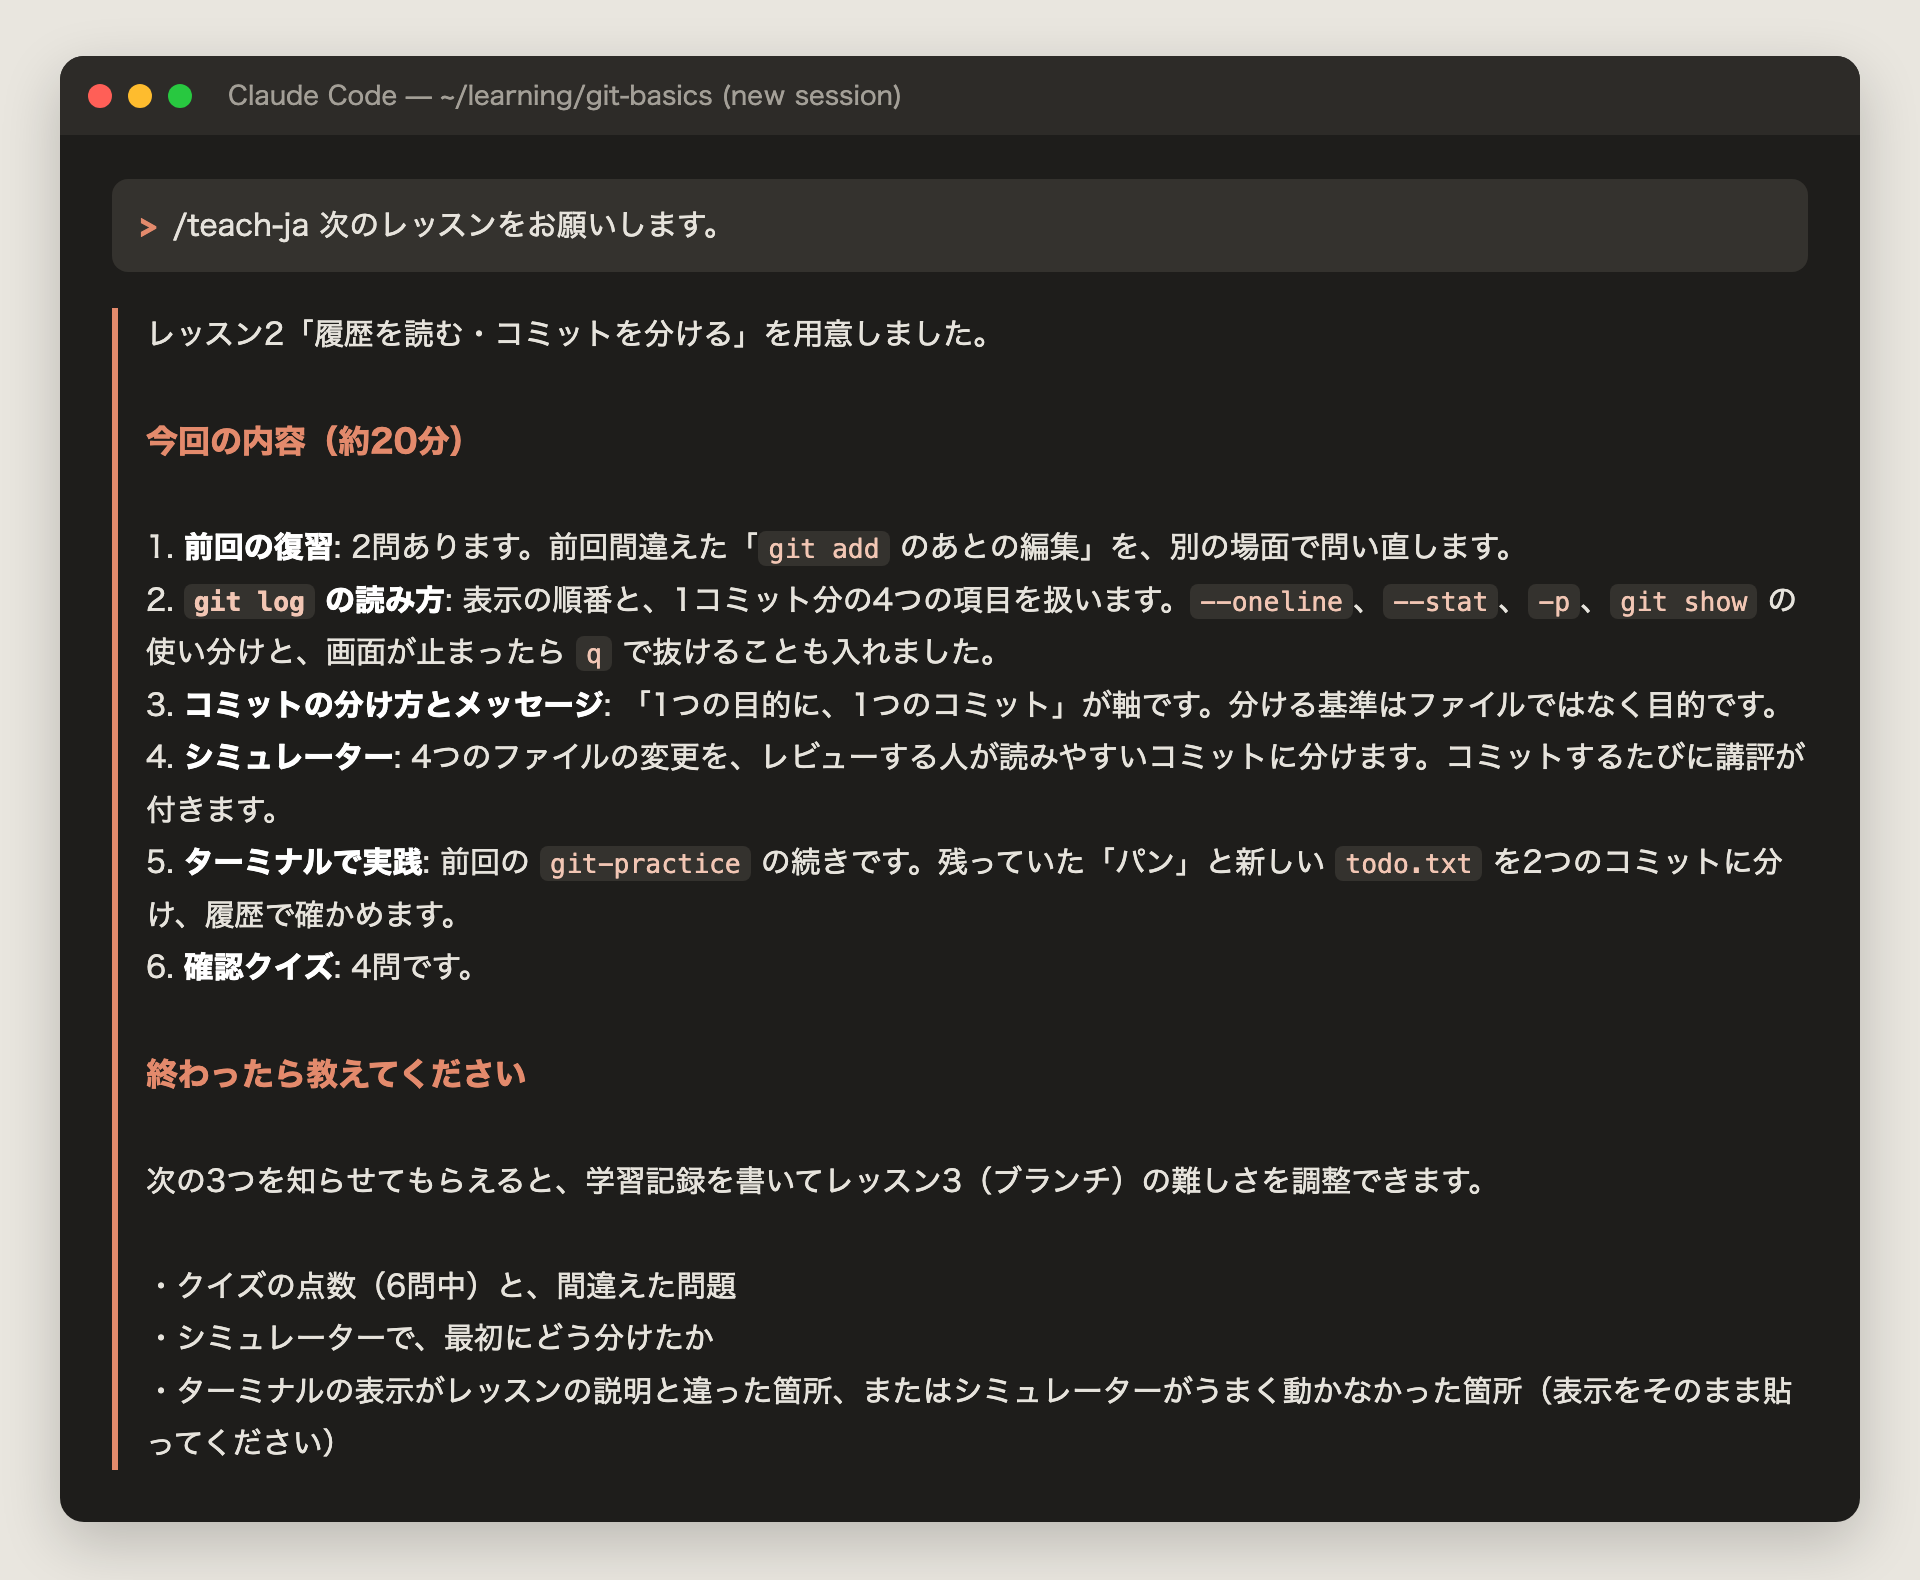 Claude Code — ~/learning/git-basics (new session)
> /teach-ja 次のレッスンをお願いします。
レッスン2「履歴を読む・コミットを分ける」を用意しました。
今回の内容（約20分）
1. 前回の復習: 2問あります。前回間違えた「git add のあとの編集」を、別の場面で問い直します。
2. git log の読み方: 表示の順番と、1コミット分の4つの項目を扱います。--oneline、--stat、-p、git show の
使い分けと、画面が止まったら q で抜けることも入れました。
3. コミットの分け方とメッセージ: 「1つの目的に、1つのコミット」が軸です。分ける基準はファイルではなく目的です。
4. シミュレーター: 4つのファイルの変更を、レビューする人が読みやすいコミットに分けます。コミットするたびに講評が
付きます。
5. ターミナルで実践: 前回の git-practice の続きです。残っていた「パン」と新しい todo.txt を2つのコミットに分
け、履歴で確かめます。
6. 確認クイズ: 4問です。
終わったら教えてください
次の3つを知らせてもらえると、学習記録を書いてレッスン3（ブランチ）の難しさを調整できます。
・クイズの点数（6問中）と、間違えた問題
・シミュレーターで、最初にどう分けたか
・ターミナルの表示がレッスンの説明と違った箇所、またはシミュレーターがうまく動かなかった箇所（表示をそのまま貼
ってください）